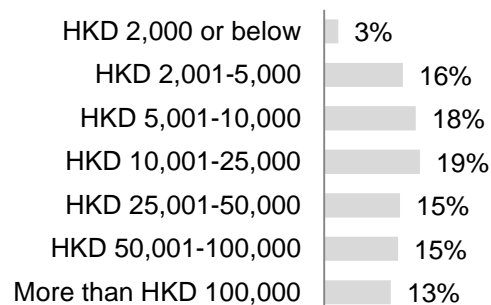 HKD 2,000 or below 3%
HKD 2,001-5,000 16%
HKD 5,001-10,000 18%
HKD 10,001-25,000 19%
HKD 25,001-50,000 15%
HKD 50,001-100,000 15%
More than HKD 100,000 13%